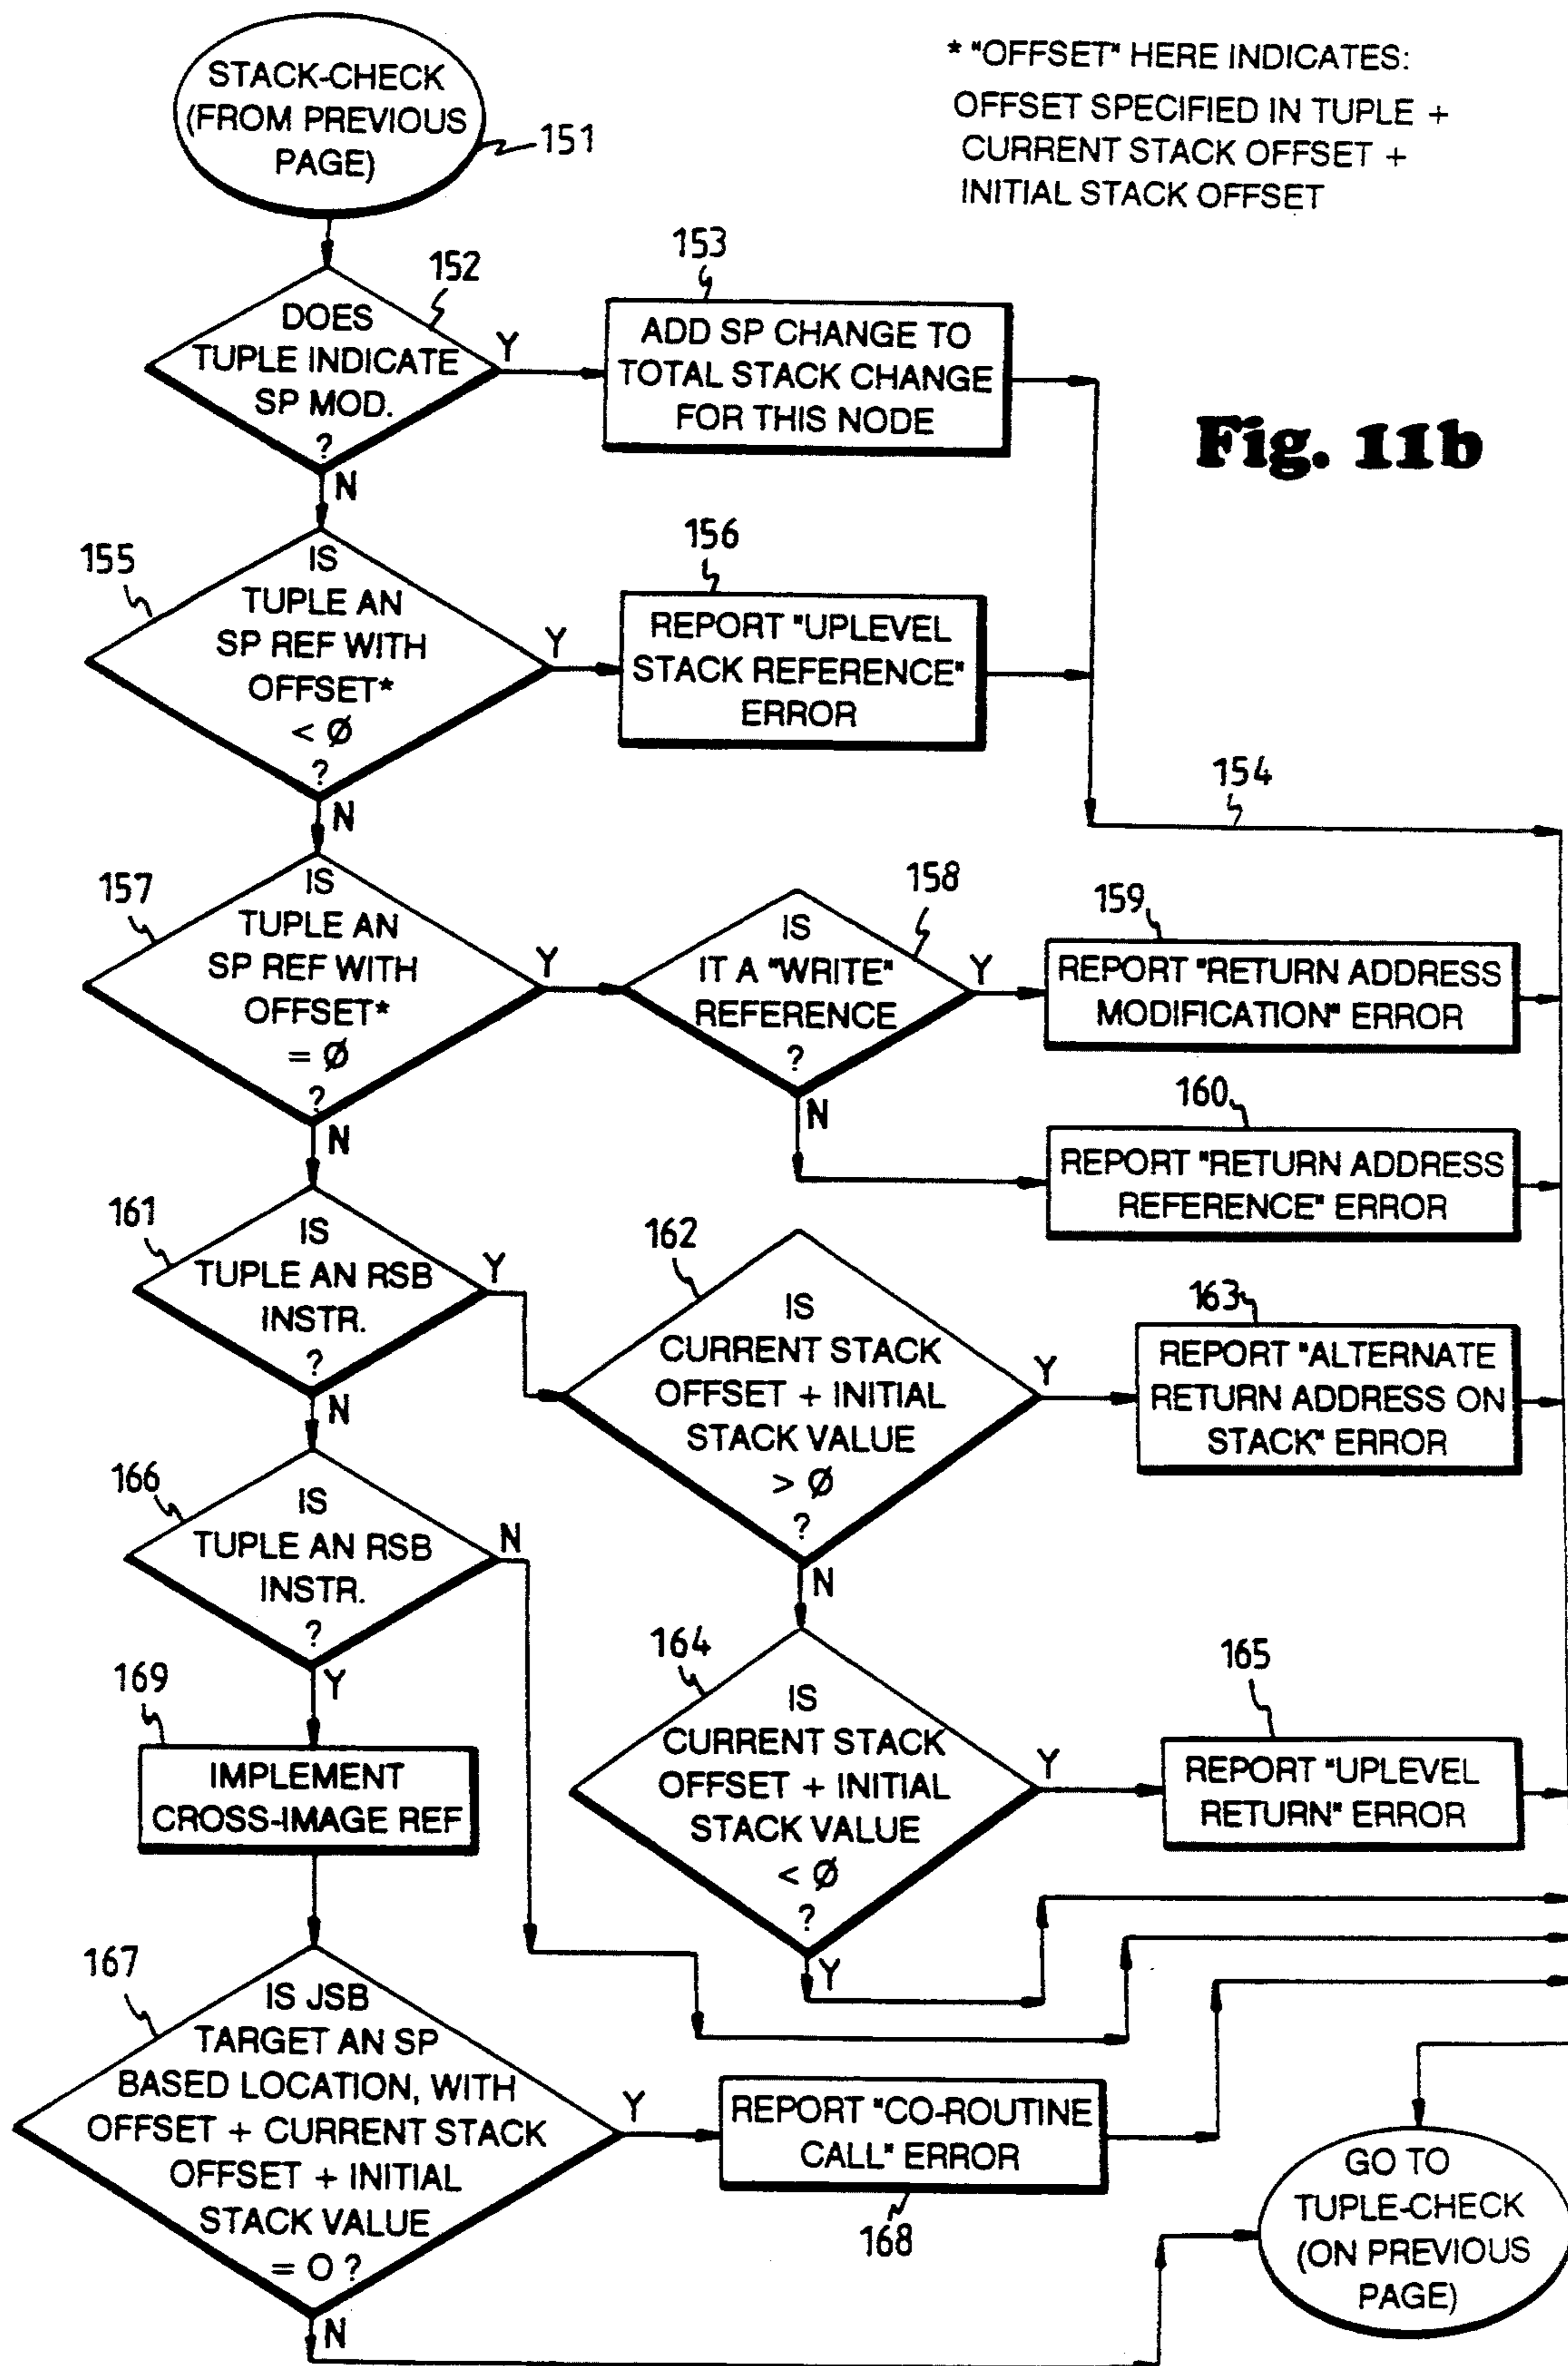 STACK-CHECK
(FROM PREVIOUS
PAGE)
151
* "OFFSET" HERE INDICATES:
OFFSET SPECIFIED IN TUPLE +
CURRENT STACK OFFSET +
INITIAL STACK OFFSET
152
DOES
TUPLE INDICATE
SP MOD.
?
Y
N
153
ADD SP CHANGE TO
TOTAL STACK CHANGE
FOR THIS NODE
Fig. 11b
155
IS
TUPLE AN
SP REF WITH
OFFSET*
< Ø
?
Y
N
156
REPORT "UPLEVEL
STACK REFERENCE"
ERROR
154
157
IS
TUPLE AN
SP REF WITH
OFFSET*
= Ø
?
Y
N
158
IS
IT A "WRITE"
REFERENCE
?
Y
N
159
REPORT "RETURN ADDRESS
MODIFICATION" ERROR
160
REPORT "RETURN ADDRESS
REFERENCE" ERROR
161
IS
TUPLE AN RSB
INSTR.
?
Y
N
162
IS
CURRENT STACK
OFFSET + INITIAL
STACK VALUE
> Ø
?
Y
N
163
REPORT "ALTERNATE
RETURN ADDRESS ON
STACK" ERROR
166
IS
TUPLE AN RSB
INSTR.
?
N
Y
164
IS
CURRENT STACK
OFFSET + INITIAL
STACK VALUE
< Ø
?
Y
Y
165
REPORT "UPLEVEL
RETURN" ERROR
169
IMPLEMENT
CROSS-IMAGE REF
167
IS JSB
TARGET AN SP
BASED LOCATION, WITH
OFFSET + CURRENT STACK
OFFSET + INITIAL
STACK VALUE
= O ?
Y
N
REPORT "CO-ROUTINE
CALL" ERROR
168
GO TO
TUPLE-CHECK
(ON PREVIOUS
PAGE)